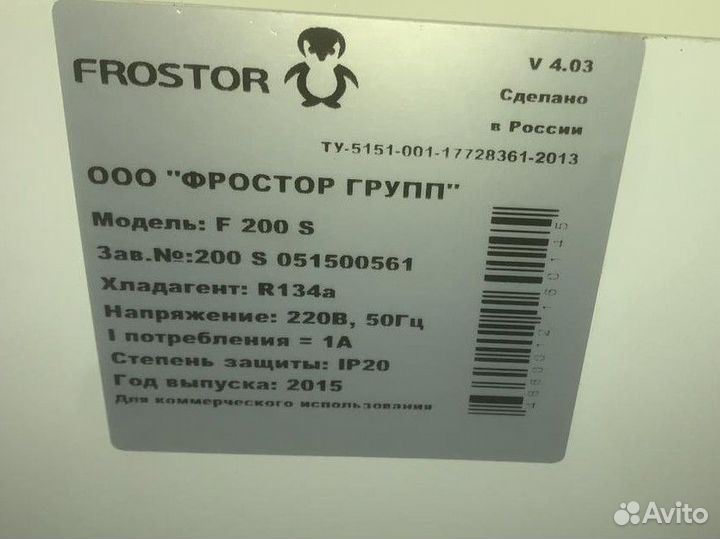 FROSTOR
V 4.03
Сделано
в России
ТУ-5151-001-17728361-2013
ООО "ФРОСТОР ГРУПП"
Модель: F 200 S
Зав.№:200 S 051500561
Хладагент: R134a
Напряжение: 220В, 50Гц
I потребления = 1А
Степень защиты: IP20
Год выпуска: 2015
Для коммерческого использования
Avito